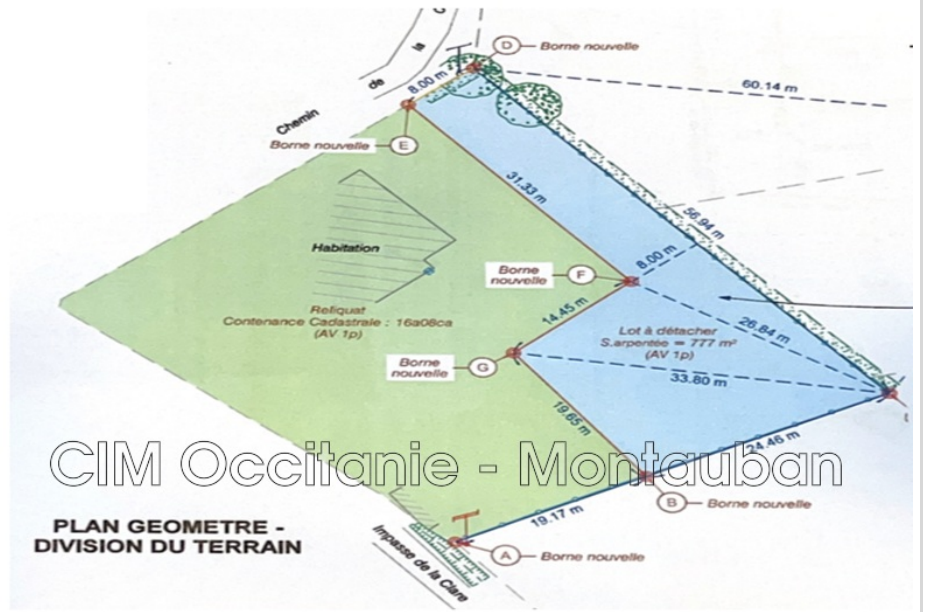 de la
D
Borne nouvelle
8.00 m
60.14 m
Chemin
Borne nouvelle
E
31.33 m
56.94 m
Habitation
8.00 m
Borne
nouvelle
F
14.45 m
26.84 m
Reliquat
Contenance Cadastrale : 16a08ca
(AV 1p)
Lot à détacher
S.arpentée = 777 m²
(AV 1p)
Borne
nouvelle
G
33.80 m
19.65 m
24.46 m
CIM Occitanie - Montauban
B
Borne nouvelle
19.17 m
PLAN GEOMETRE -
DIVISION DU TERRAIN
A
Borne nouvelle
Impasse de la Clare